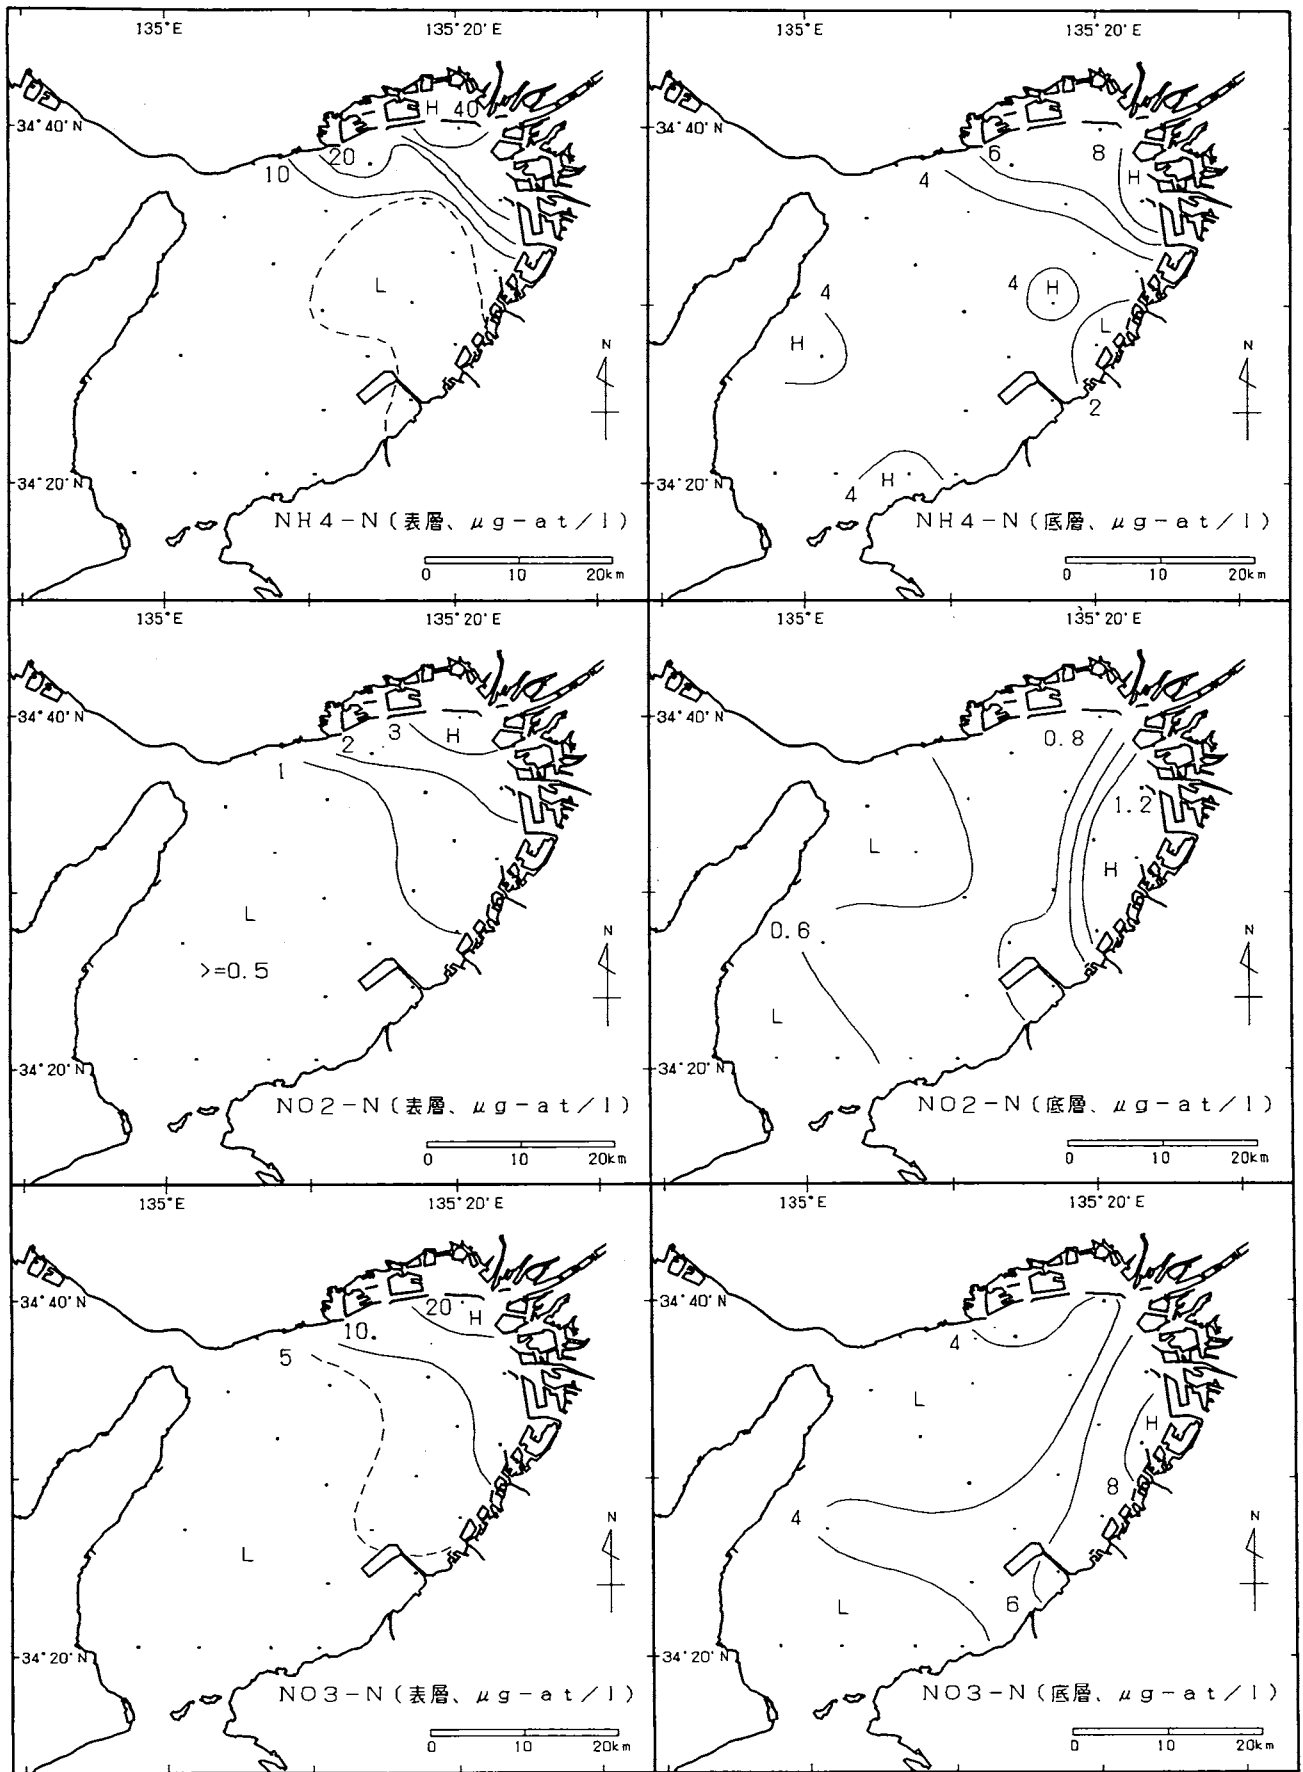 135°E 135°20'E 135°E 135°20'E
H 40
34°40'N 34°40'N
20 6 8
10 4 H
L 4 H
4 L
H
N N
2
34°20'N 34°20'N
H
4
NH4-N(表層、μg-at/l) NH4-N(底層、μg-at/l)
0 10 20km 0 10 20km
135°E 135°20'E 135°E 135°20'E
34°40'N 34°40'N
2 3 H 0.8
1
1.2
L
H
L 0.6
N N
>=0.5
L
34°20'N 34°20'N
NO2-N(表層、μg-at/l) NO2-N(底層、μg-at/l)
0 10 20km 0 10 20km
135°E 135°20'E 135°E 135°20'E
34°40'N 34°40'N
20 H
10. 4
5
L
H
8
4
N N
L
6
L
34°20'N 34°20'N
NO3-N(表層、μg-at/l) NO3-N(底層、μg-at/l)
0 10 20km 0 10 20km